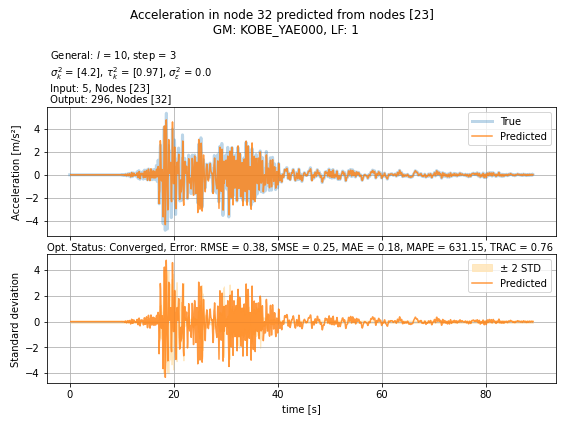 Acceleration in node 32 predicted from nodes [23]
GM: KOBE_YAE000, LF: 1
General: l = 10, step = 3
σ²ₖ = [4.2], τ²ₖ = [0.97], σ²ε = 0.0
Input: 5, Nodes [23]
Output: 296, Nodes [32]
True
Predicted
Acceleration [m/s²]
4
2
0
−2
−4
Opt. Status: Converged, Error: RMSE = 0.38, SMSE = 0.25, MAE = 0.18, MAPE = 631.15, TRAC = 0.76
± 2 STD
Predicted
Standard deviation
4
2
0
−2
−4
0
20
40
60
80
time [s]